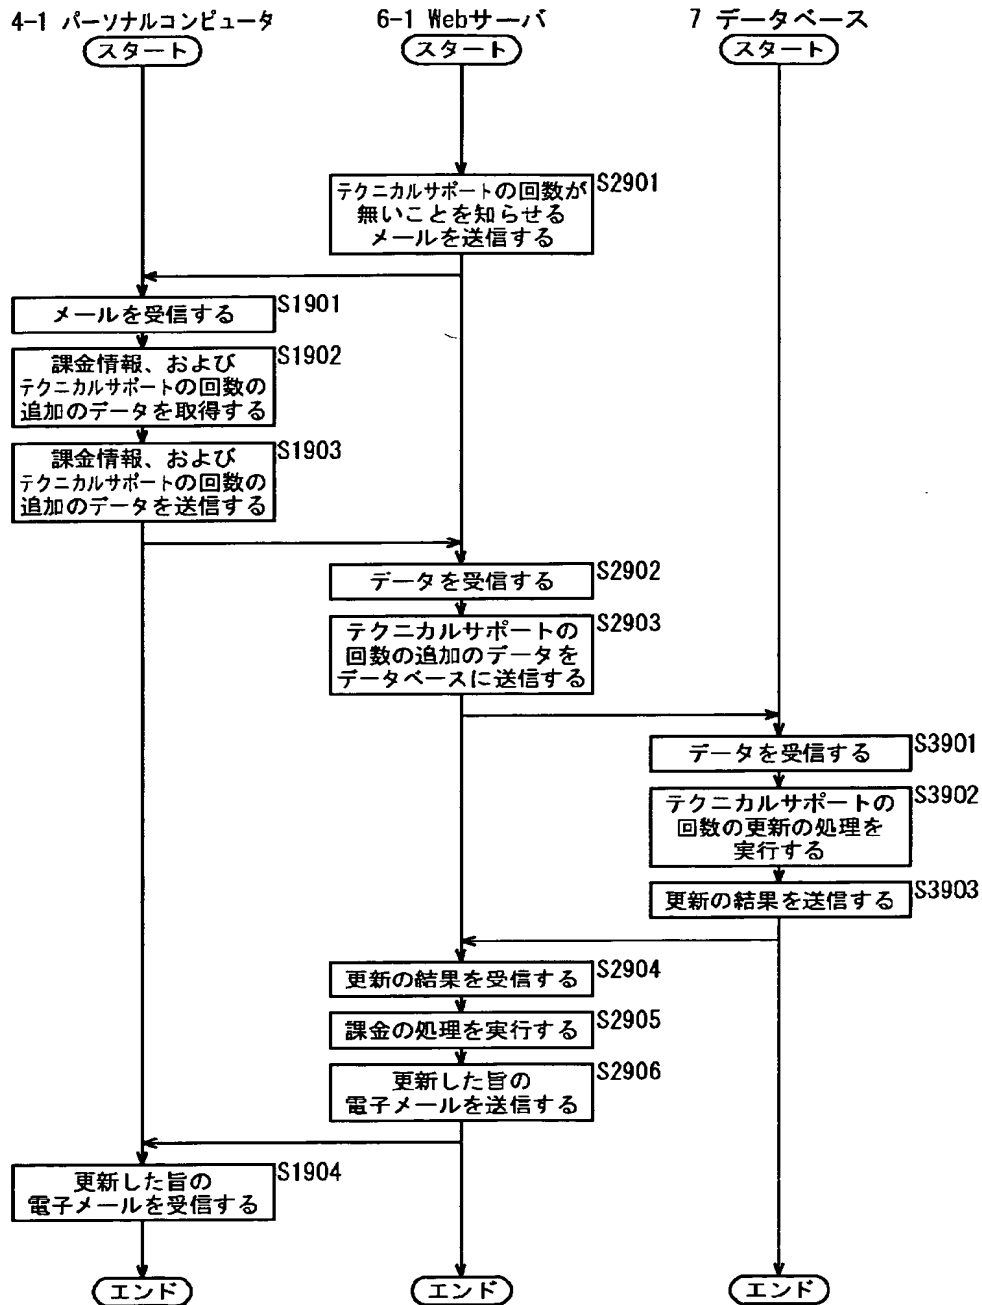 4-1 パーソナルコンピュータ
6-1 Webサーバ
7 データベース
スタート
スタート
スタート
テクニカルサポートの回数が
無いことを知らせる
メールを送信する
S2901
メールを受信する
S1901
課金情報、および
テクニカルサポートの回数の
追加のデータを取得する
S1902
課金情報、および
テクニカルサポートの回数の
追加のデータを送信する
S1903
データを受信する
S2902
テクニカルサポートの
回数の追加のデータを
データベースに送信する
S2903
データを受信する
S3901
テクニカルサポートの
回数の更新の処理を
実行する
S3902
更新の結果を送信する
S3903
更新の結果を受信する
S2904
課金の処理を実行する
S2905
更新した旨の
電子メールを送信する
S2906
更新した旨の
電子メールを受信する
S1904
エンド
エンド
エンド